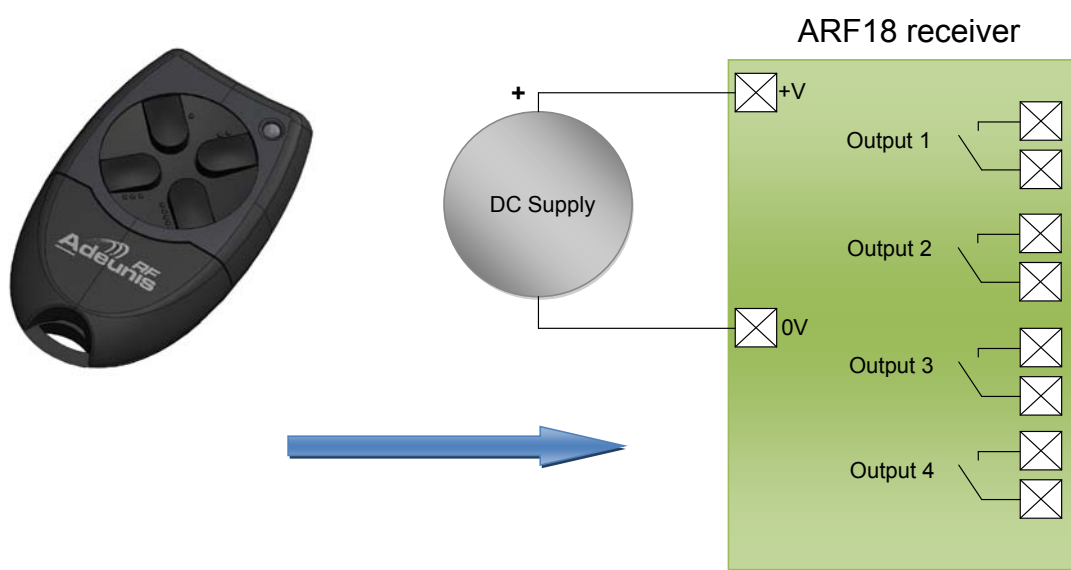 ARF18 receiver
+
+V
Output 1
DC Supply
Output 2
0V
Output 3
Output 4
Adeunis RF